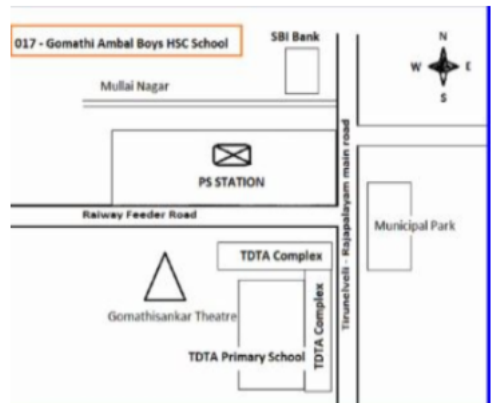 017 - Gomathi Ambal Boys HSC School
SBI Bank
N
W
E
S
Mullai Nagar
PS STATION
Raiway Feeder Road
Tirunelveli - Rajapalayam main road
Municipal Park
TDTA Complex
Gomathisankar Theatre
TDTA Complex
TDTA Primary School